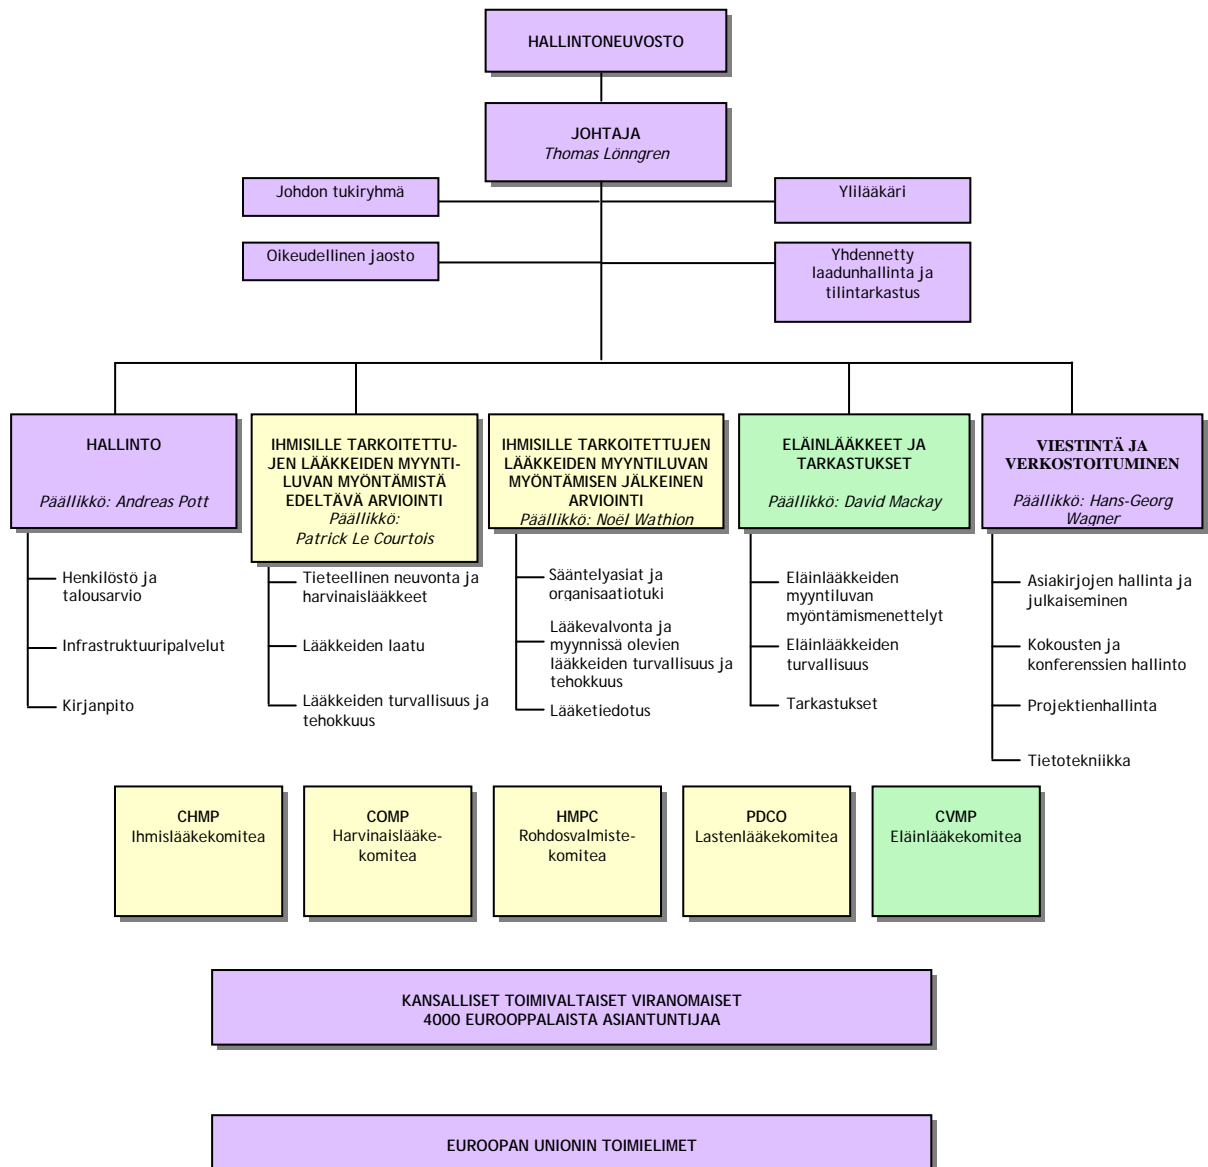 HALLINTONEUVOSTO
JOHTAJA
Thomas Lönngren
Johdon tukiryhmä
Ylilääkäri
Oikeudellinen jaosto
Yhdennetty
laadunhallinta ja
tilintarkastus
HALLINTO
Päällikkö: Andreas Pott
IHMISILLE TARKOITETTU-
JEN LÄÄKKEIDEN MYYNTI-
LUVAN MYÖNTÄMISTÄ
EDELTÄVÄ ARVIOINTI
Päällikkö:
Patrick Le Courtois
IHMISILLE TARKOITETTUJEN
LÄÄKKEIDEN MYYNTILUVAN
MYÖNTÄMISEN JÄLKEINEN
ARVIOINTI
Päällikkö: Noël Wathion
ELÄINLÄÄKKEET JA
TARKASTUKSET
Päällikkö: David Mackay
VIESTINTÄ JA
VERKOSTOITUMINEN
Päällikkö: Hans-Georg
Wagner
Henkilöstö ja
talousarvio
Infrastruktuuripalvelut
Kirjanpito
Tieteellinen neuvonta ja
harvinaislääkkeet
Lääkkeiden laatu
Lääkkeiden turvallisuus ja
tehokkuus
Sääntelyasiat ja
organisaatiotuki
Lääkevalvonta ja
myynnissä olevien
lääkkeiden turvallisuus ja
tehokkuus
Lääketiedotus
Eläinlääkkeiden
myyntiluvan
myöntämismenettelyt
Eläinlääkkeiden
turvallisuus
Tarkastukset
Asiakirjojen hallinta ja
julkaiseminen
Kokousten ja
konferenssien hallinto
Projektienhallinta
Tietotekniikka
CHMP
Ihmislääkekomitea
COMP
Harvinaislääke-
komitea
HMPC
Rohdosvalmiste-
komitea
PDCO
Lastenlääkekomitea
CVMP
Eläinlääkekomitea
KANSALLISET TOIMIVALTAISET VIRANOMAISET
4000 EUROOPPALAISTA ASIANTUNTIJAA
EUROOPAN UNIONIN TOIMIELIMET